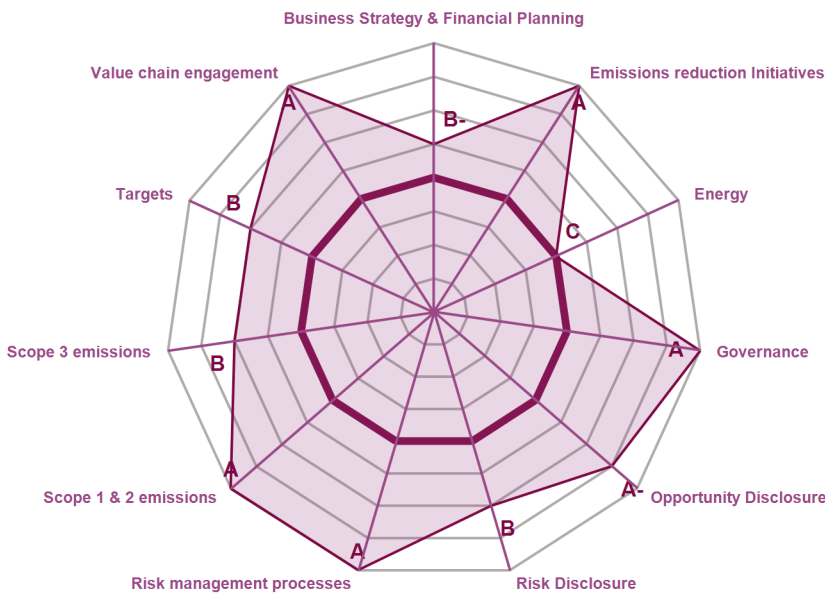 Business Strategy & Financial Planning
Value chain engagement
Emissions reduction Initiatives
A
A
B-
Targets
B
Energy
C
Scope 3 emissions
B
A
Governance
A
Scope 1 & 2 emissions
A-
Opportunity Disclosure
B
A
Risk management processes
Risk Disclosure